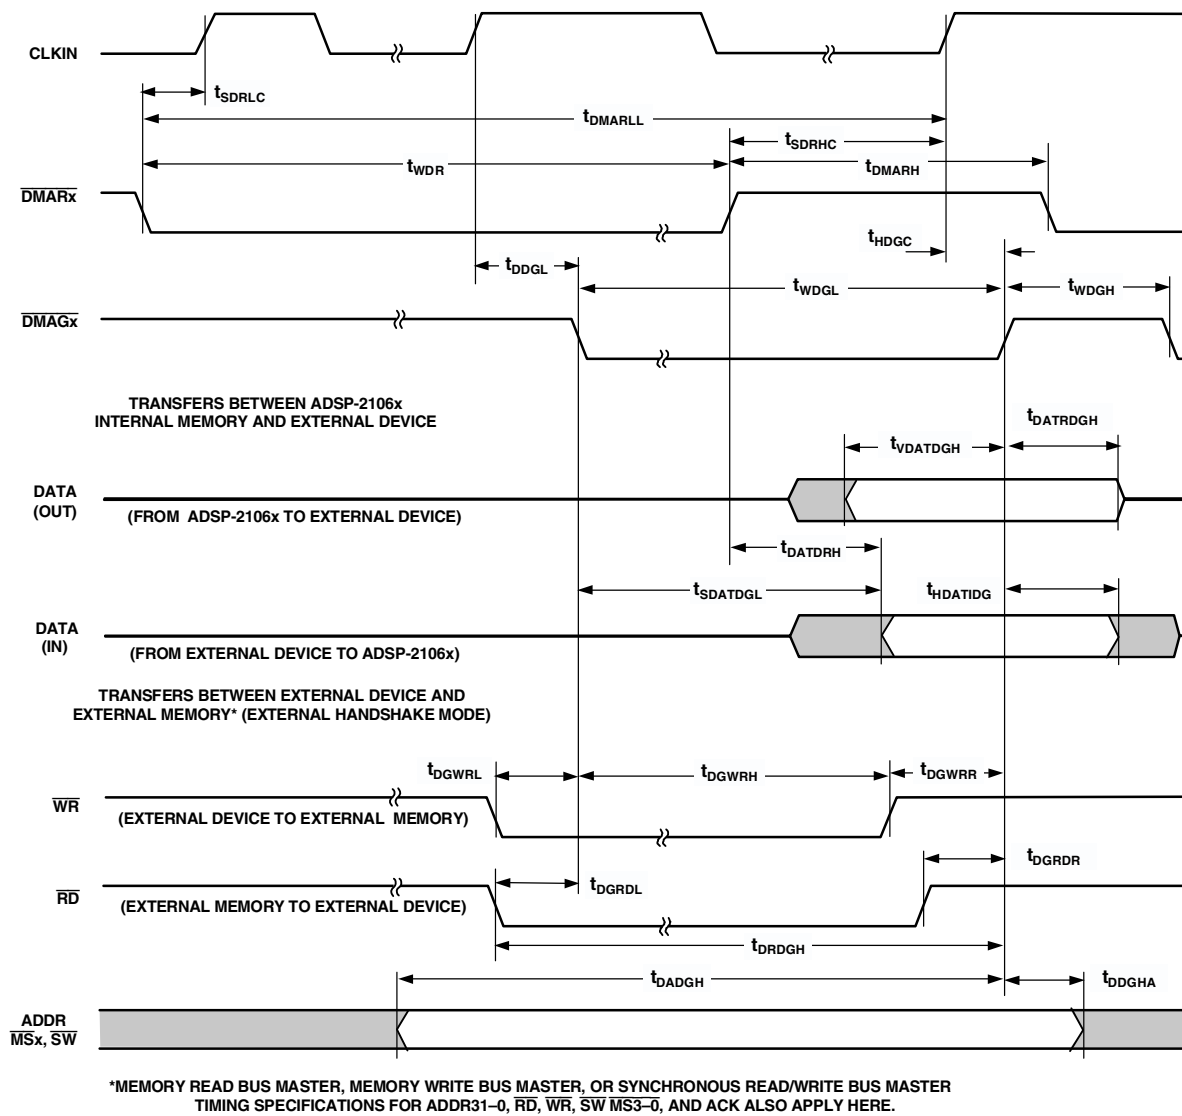 CLKIN
tSDRLC
tDMARLL
tSDRHC
tWDR
tDMARH
DMARx
tHDGC
tDDGL
tWDGL
tWDGH
DMAGx
TRANSFERS BETWEEN ADSP-2106x
INTERNAL MEMORY AND EXTERNAL DEVICE
tDATRDGH
tVDATDGH
DATA
(OUT)
(FROM ADSP-2106x TO EXTERNAL DEVICE)
tDATDRH
tSDATDGL
tHDATIDG
DATA
(IN)
(FROM EXTERNAL DEVICE TO ADSP-2106x)
TRANSFERS BETWEEN EXTERNAL DEVICE AND
EXTERNAL MEMORY* (EXTERNAL HANDSHAKE MODE)
tDGWRL
tDGWRH
tDGWRR
WR
(EXTERNAL DEVICE TO EXTERNAL MEMORY)
tDGRDR
tDGRDL
RD
(EXTERNAL MEMORY TO EXTERNAL DEVICE)
tDRDGH
tDADGH
tDDGHA
ADDR
MSx, SW
*MEMORY READ BUS MASTER, MEMORY WRITE BUS MASTER, OR SYNCHRONOUS READ/WRITE BUS MASTER
TIMING SPECIFICATIONS FOR ADDR31–0, RD, WR, SW MS3–0, AND ACK ALSO APPLY HERE.